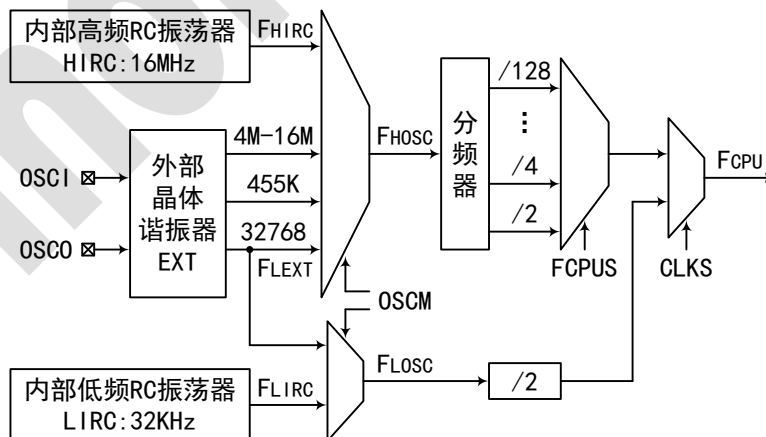 内部高频RC振荡器
HIRC:16MHz
FHIRC
OSCI
OSCO
外部
晶体
谐振器
EXT
4M-16M
455K
32768
FLEXT
FHOSC
OSCM
分
频
器
/128
⋮
/4
/2
FCPUS
CLKS
FCPU
内部低频RC振荡器
LIRC:32KHz
FLIRC
FLOSC
/2